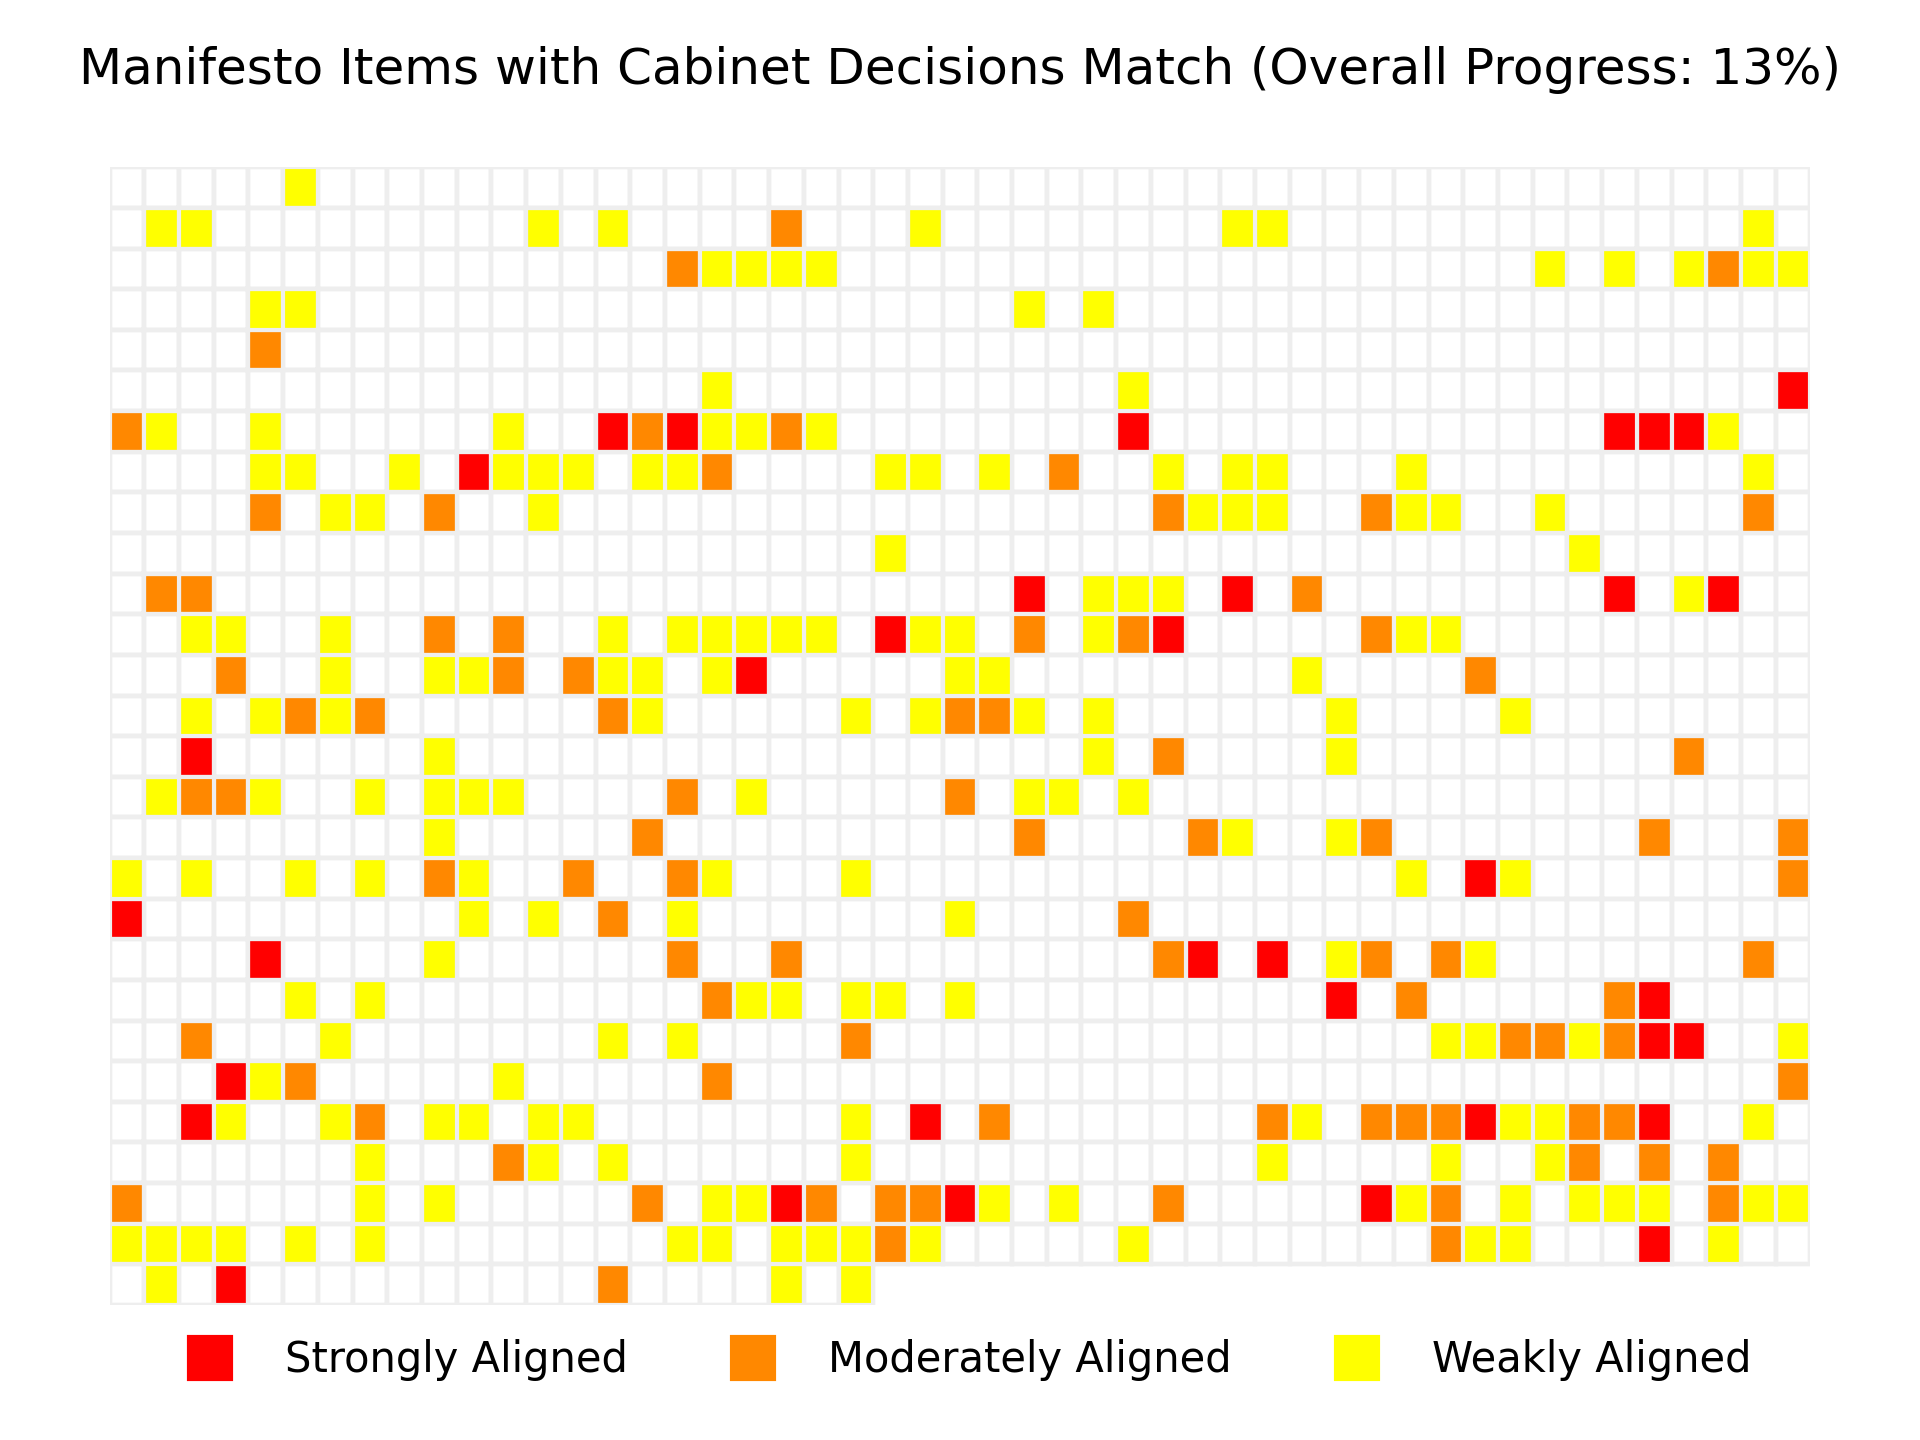 Manifesto Items with Cabinet Decisions Match (Overall Progress: 13%)
Strongly Aligned
Moderately Aligned
Weakly Aligned